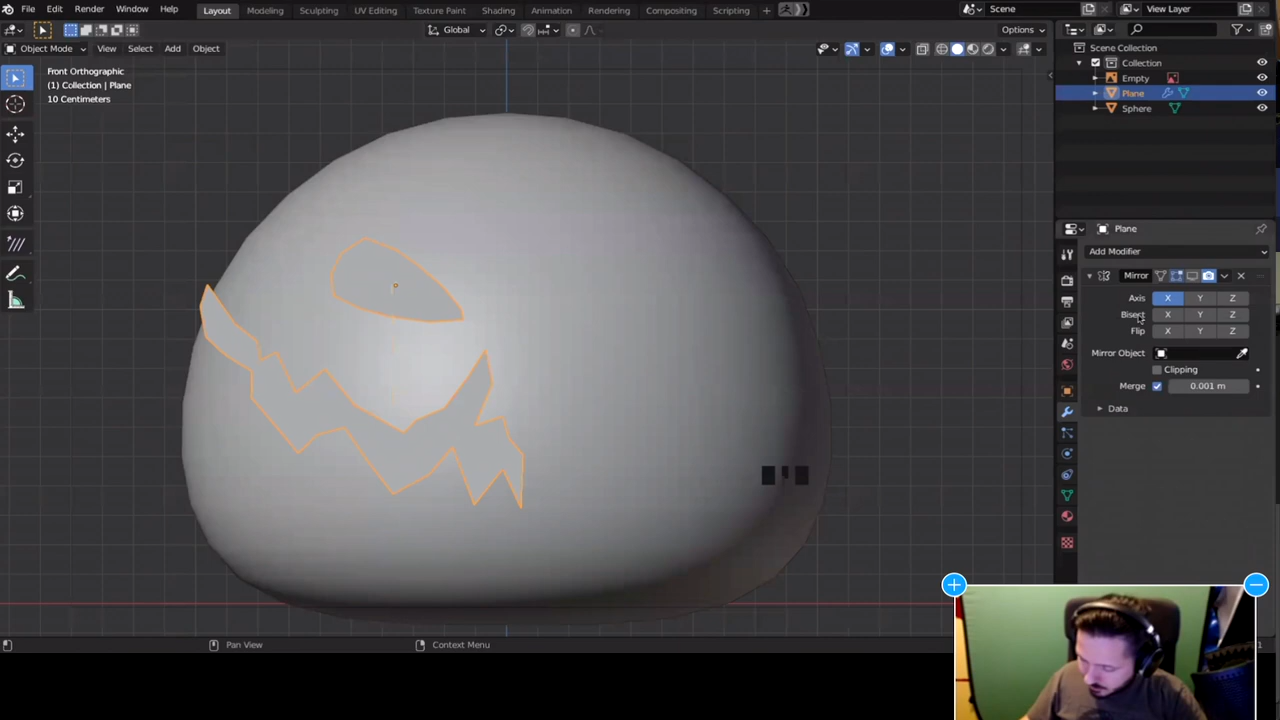 File Edit Render Window Help Layout Modeling Sculpting UV Editing Texture Paint Shading Animation Rendering Compositing Scripting + Scene View Layer
Global Options
Object Mode View Select Add Object
Front Orthographic
(1) Collection | Plane
10 Centimeters
Scene Collection
Collection
Empty
Plane
Sphere
Plane
Add Modifier
Mirror
Axis X Y Z
Bisect X Y Z
Flip X Y Z
Mirror Object
Clipping
Merge 0.001 m
Data
Pan View Context Menu